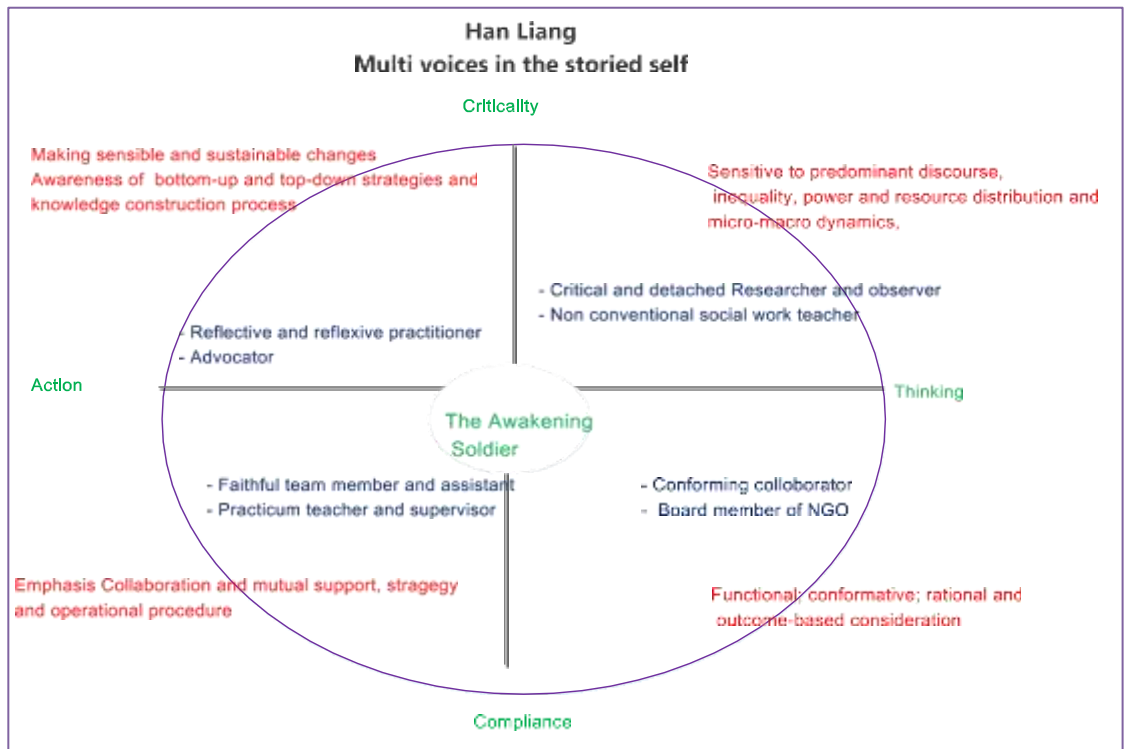 Han Liang
Multi voices in the storied self
Criticality
Making sensible and sustainable changes
Awareness of bottom-up and top-down strategies and
knowledge construction process
Sensitive to predominant discourse,
inequality, power and resource distribution and
micro-macro dynamics,
- Critical and detached Researcher and observer
- Non conventional social work teacher
- Reflective and reflexive practitioner
- Advocator
Action
Thinking
The Awakening
Soldier
- Faithful team member and assistant
- Practicum teacher and supervisor
- Conforming colloborator
- Board member of NGO
Emphasis Collaboration and mutual support, stragegy
and operational procedure
Functional; conformative; rational and
outcome-based consideration
Compliance